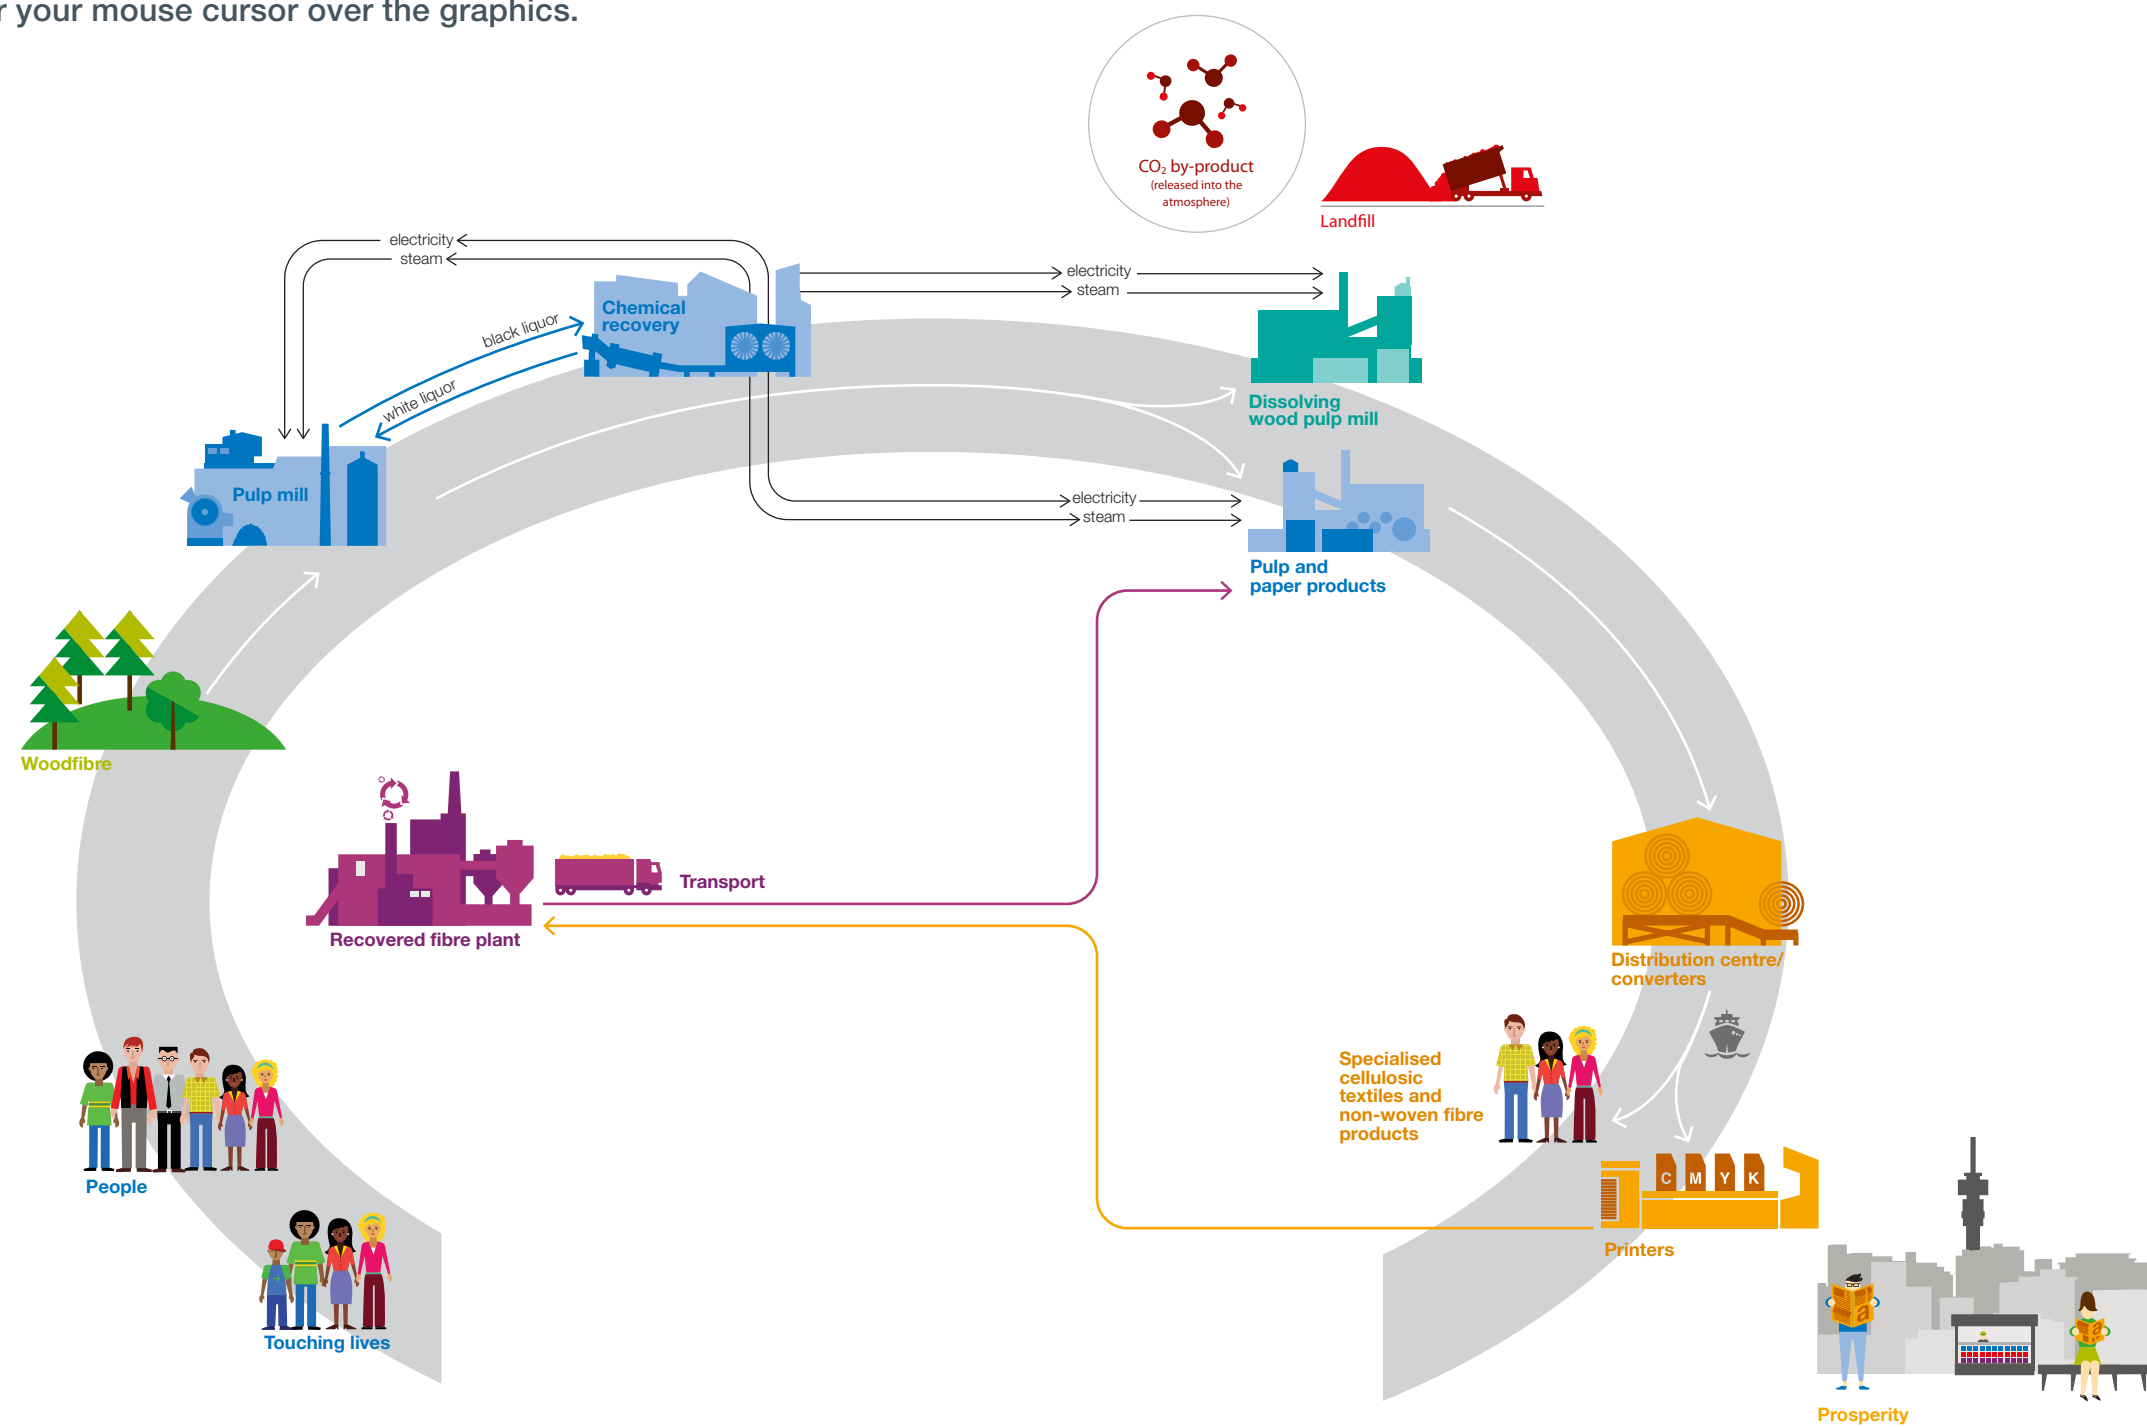 r your mouse cursor over the graphics.
CO₂ by-product
(released into the
atmosphere)
Landfill
electricity
steam
electricity
steam
Chemical
recovery
black liquor
white liquor
Dissolving
wood pulp mill
Pulp mill
electricity
steam
Pulp and
paper products
Woodfibre
Transport
Recovered fibre plant
Distribution centre/
converters
Specialised
cellulosic
textiles and
non-woven fibre
products
People
C M Y K
Printers
Touching lives
a
a
Prosperity